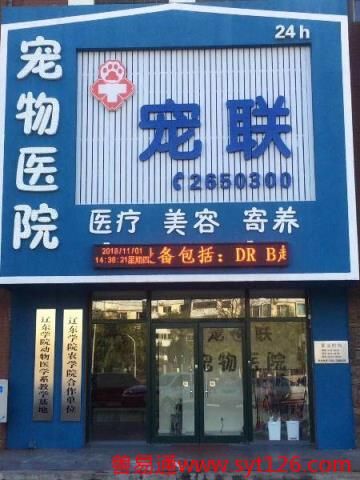 24h
宠物医院
宠联
2650300
医疗 美容 寄养
2018/11/01
14:36:21星期四
备包括：DR B超
辽东学院动物医学系教学基地
辽东学院农学院合作单位
宠联
宠物医院
曾易通www.syt126.com